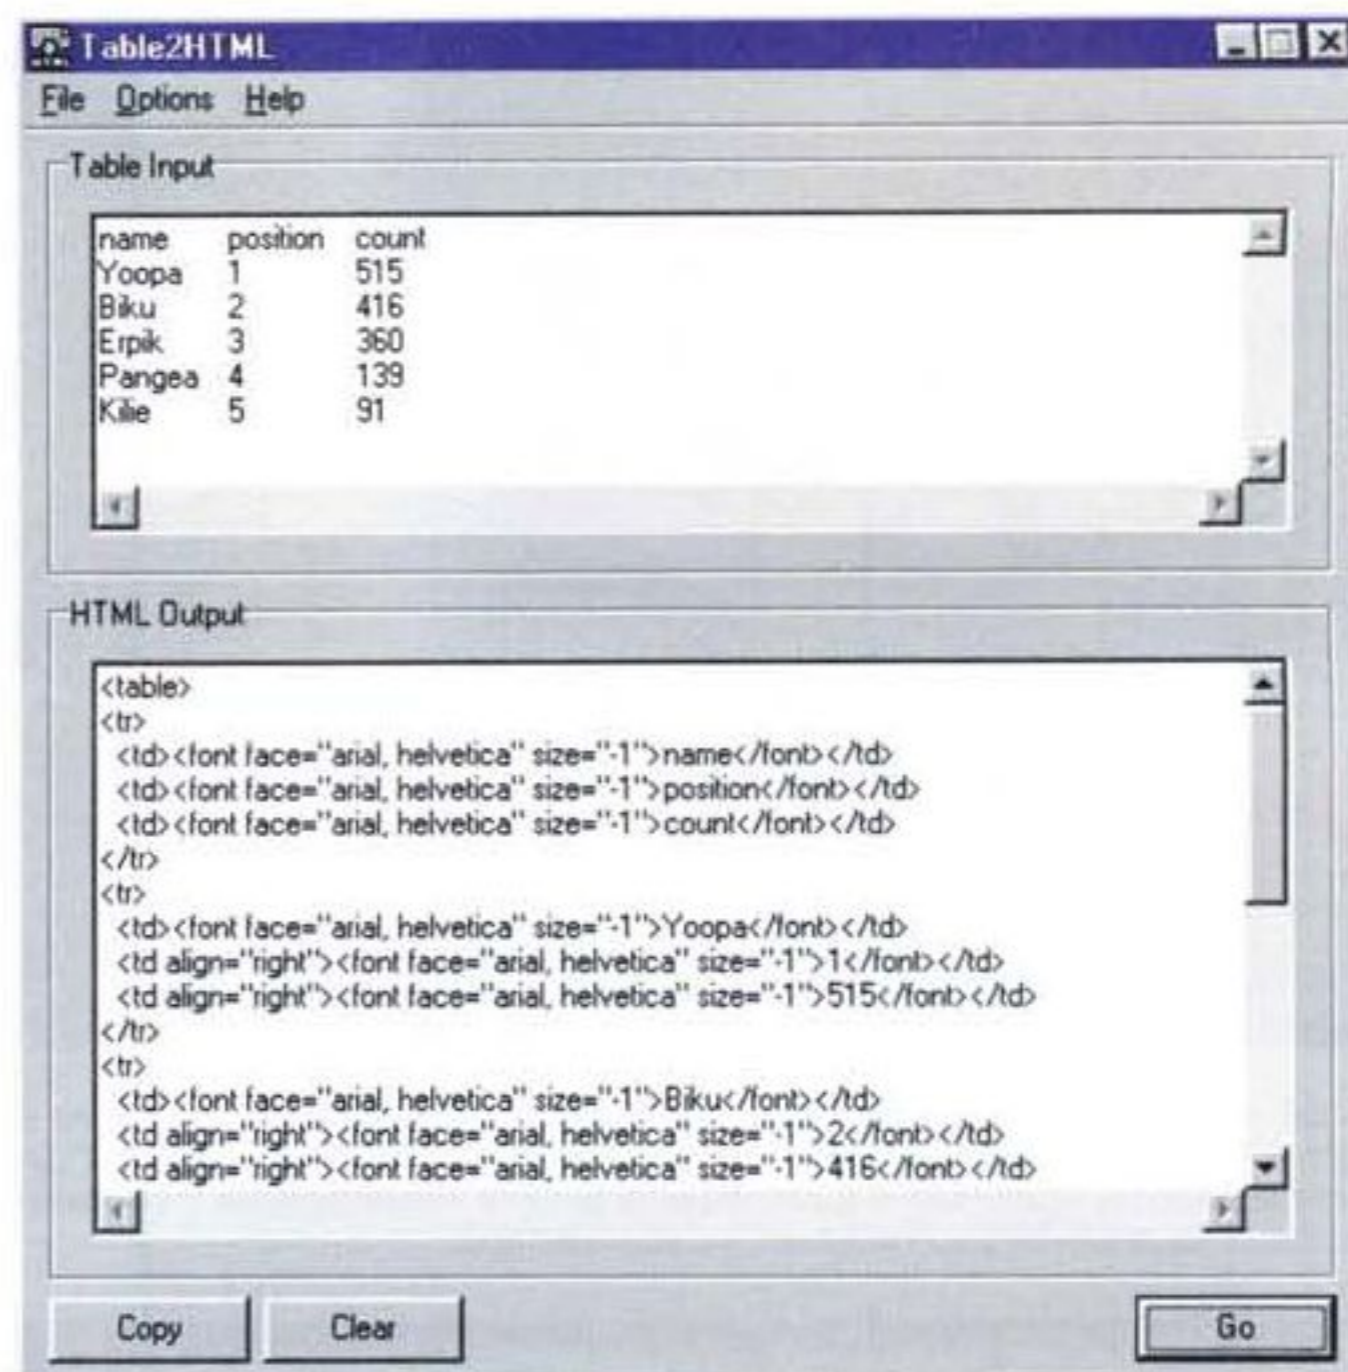 Table2HTML
File Options Help
Table Input
name position count
Yoopa 1 515
Biku 2 416
Erpik 3 360
Pangea 4 139
Kilie 5 91
HTML Output
<table>
<tr>
<td><font face="arial, helvetica" size="-1">name</font></td>
<td><font face="arial, helvetica" size="-1">position</font></td>
<td><font face="arial, helvetica" size="-1">count</font></td>
</tr>
<tr>
<td><font face="arial, helvetica" size="-1">Yoopa</font></td>
<td align="right"><font face="arial, helvetica" size="-1">1</font></td>
<td align="right"><font face="arial, helvetica" size="-1">515</font></td>
</tr>
<tr>
<td><font face="arial, helvetica" size="-1">Biku</font></td>
<td align="right"><font face="arial, helvetica" size="-1">2</font></td>
<td align="right"><font face="arial, helvetica" size="-1">416</font></td>
Copy Clear Go